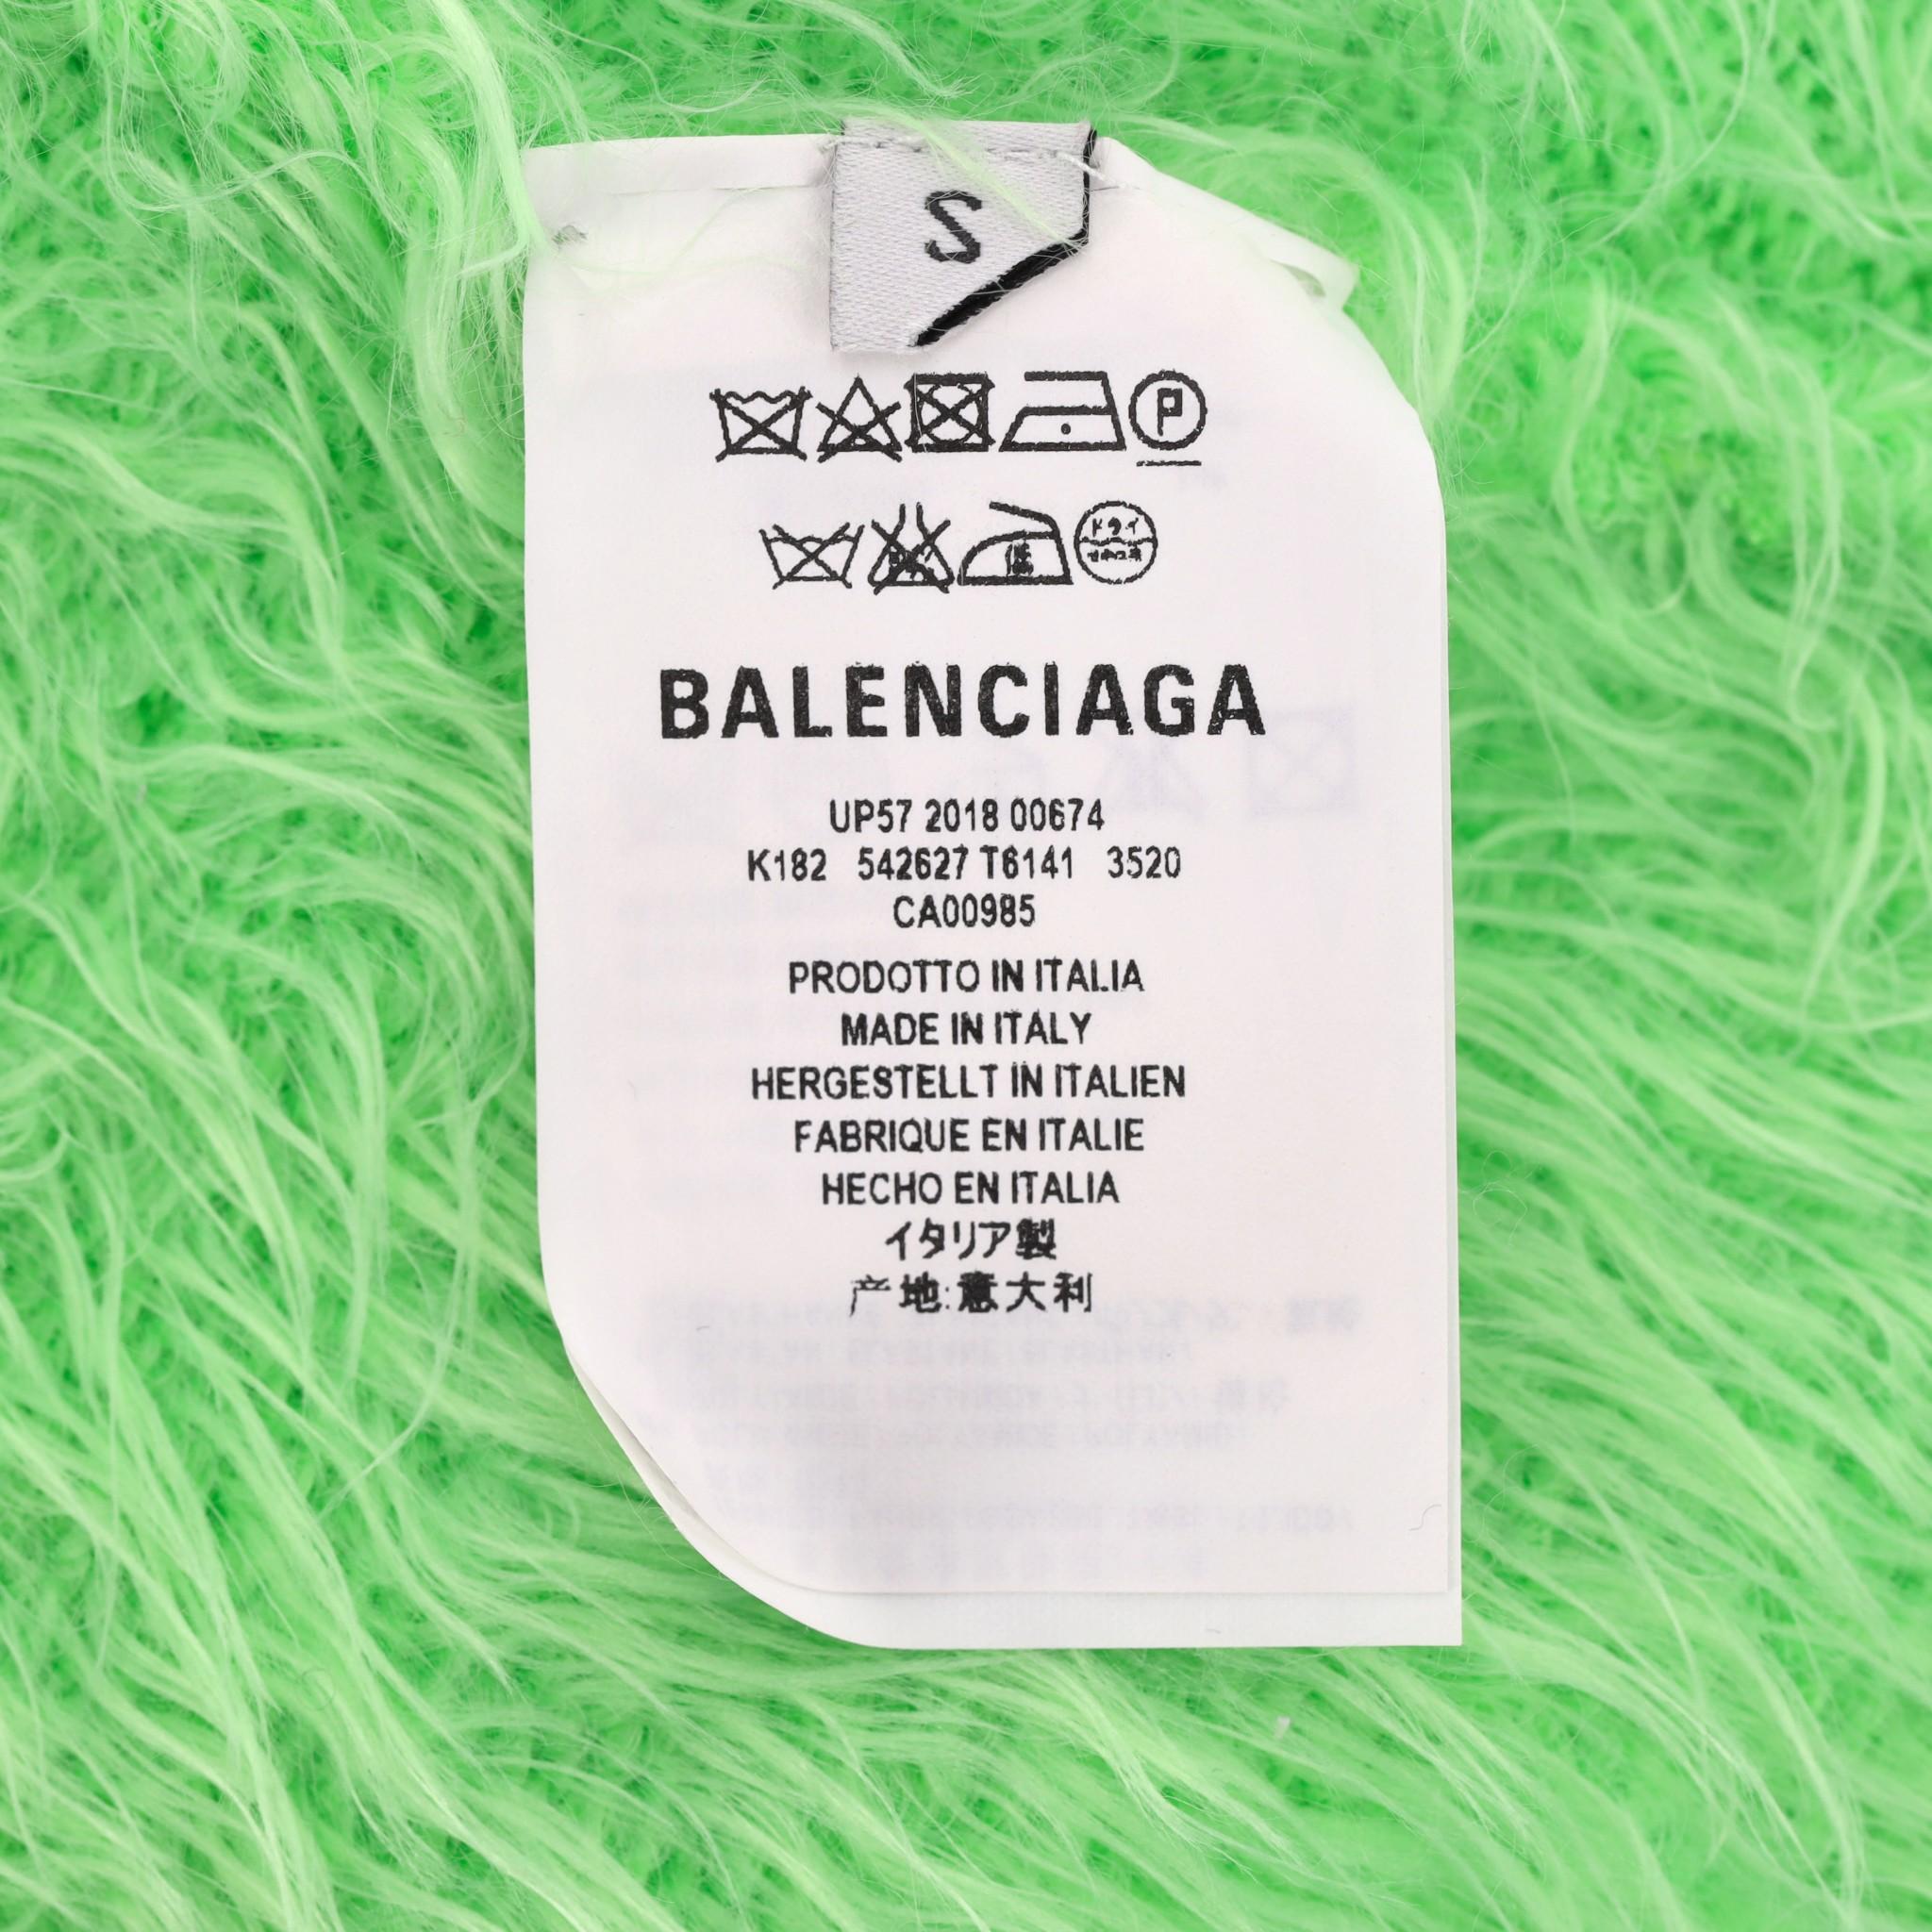 S
P
BALENCIAGA
UP57 2018 00674
K182 542627 T6141 3520
CA00985
PRODOTTO IN ITALIA
MADE IN ITALY
HERGESTELLT IN ITALIEN
FABRIQUE EN ITALIE
HECHO EN ITALIA
イタリア製
产地:意大利